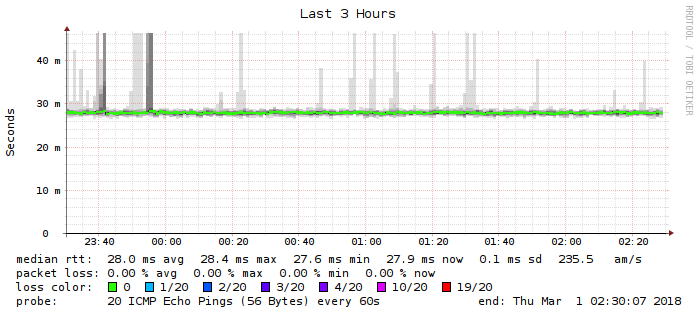 Last 3 Hours
RRDTOOL / TOBI OETIKER
Seconds
40 m
30 m
20 m
10 m
0
23:40 00:00 00:20 00:40 01:00 01:20 01:40 02:00 02:20
median rtt: 28.0 ms avg 28.4 ms max 27.6 ms min 27.9 ms now 0.1 ms sd 235.5 am/s
packet loss: 0.00 % avg 0.00 % max 0.00 % min 0.00 % now
loss color: 0 1/20 2/20 3/20 4/20 10/20 19/20
probe: 20 ICMP Echo Pings (56 Bytes) every 60s end: Thu Mar 1 02:30:07 2018